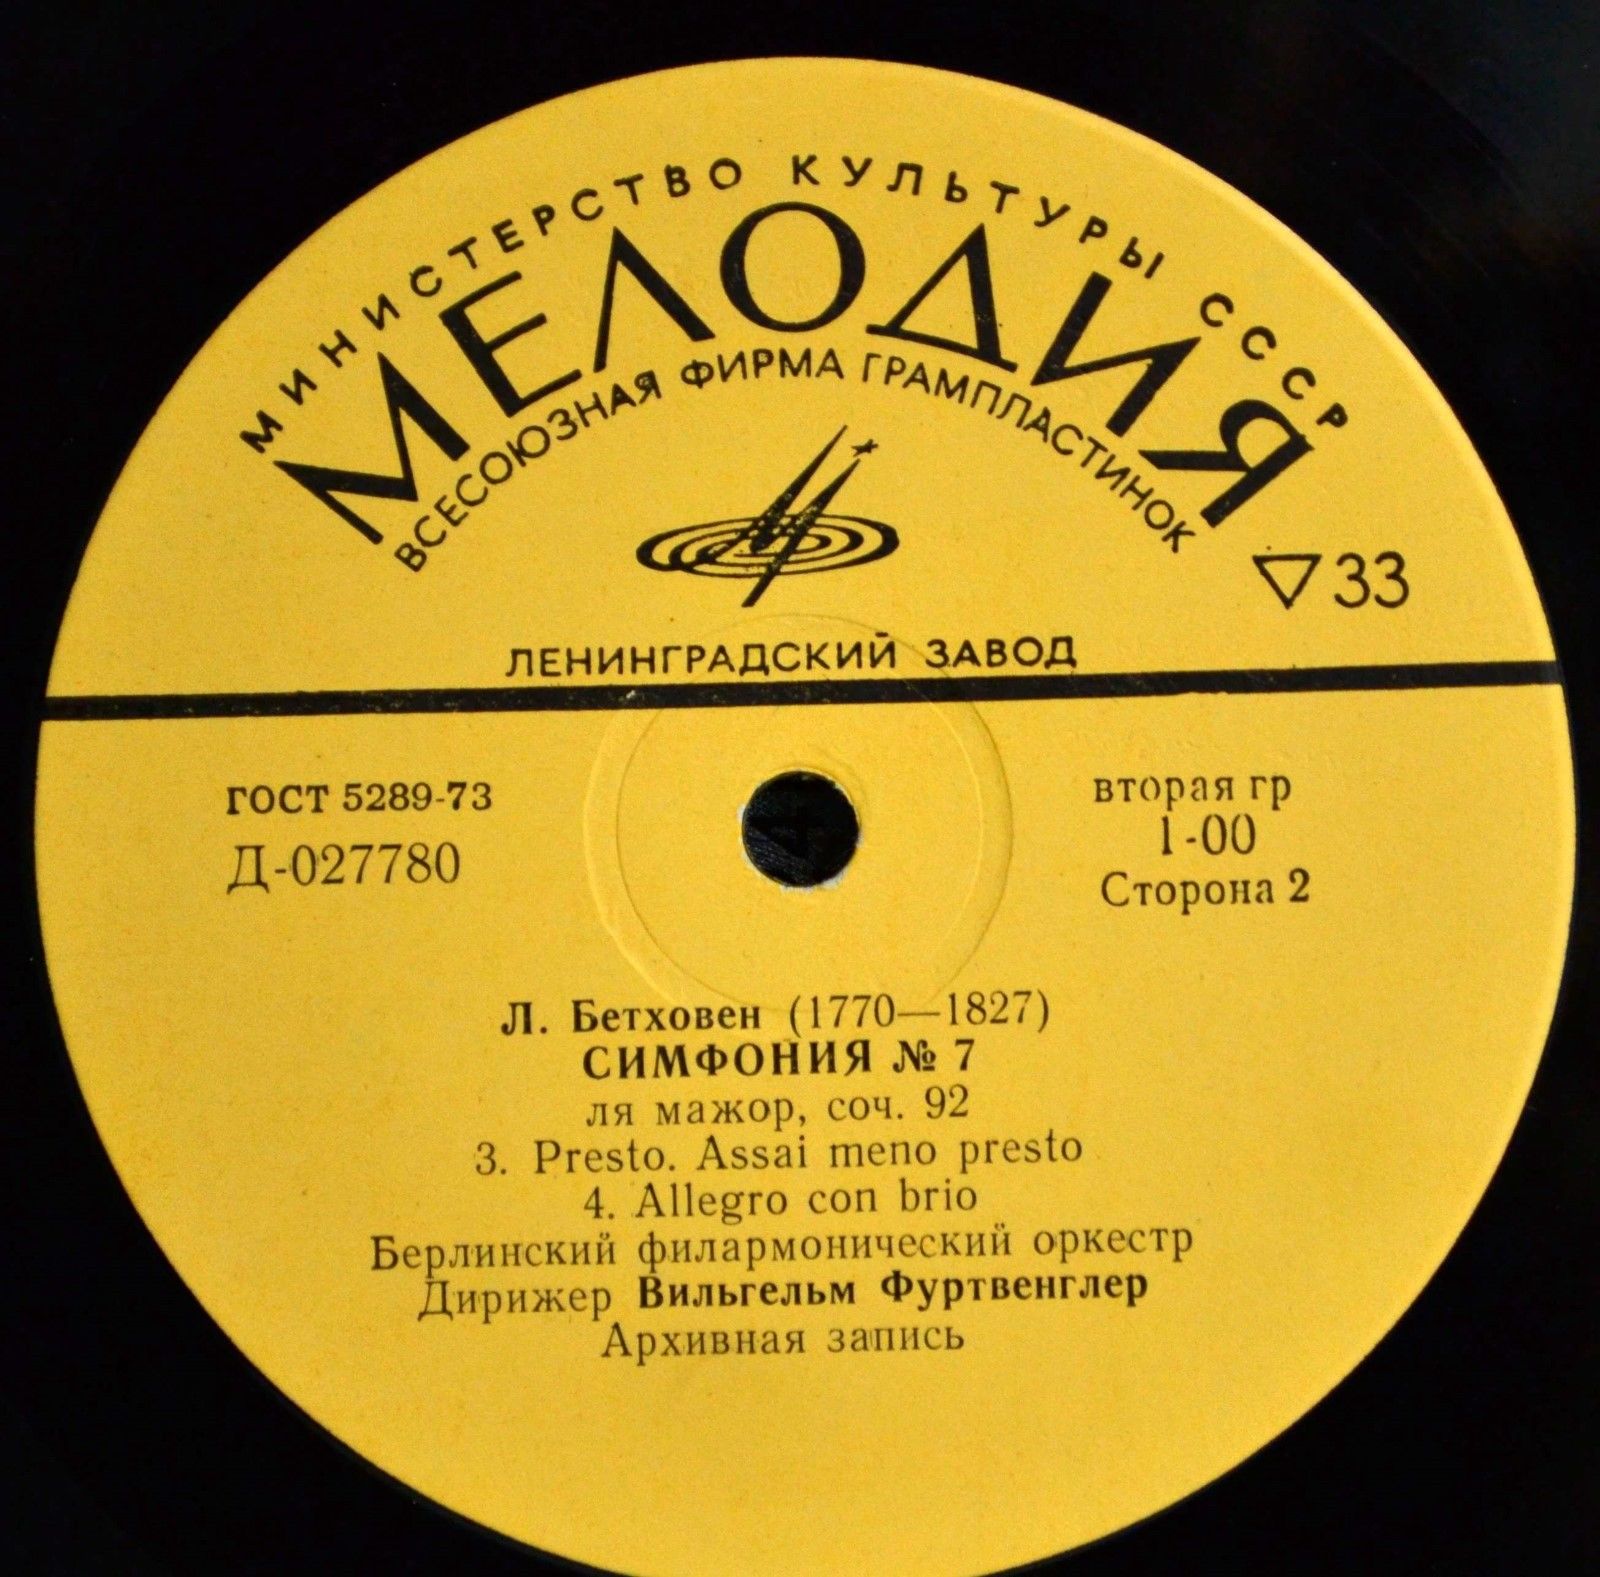 МИНИСТЕРСТВО КУЛЬТУРЫ СССР
МЕЛОДИЯ
ВСЕСОЮЗНАЯ ФИРМА ГРАМПЛАСТИНОК
▽33
ЛЕНИНГРАДСКИЙ ЗАВОД
ГОСТ 5289-73
Д-027780
вторая гр
1-00
Сторона 2
Л. Бетховен (1770—1827)
СИМФОНИЯ № 7
ля мажор, соч. 92
3. Presto. Assai meno presto
4. Allegro con brio
Берлинский филармонический оркестр
Дирижер Вильгельм Фуртвенглер
Архивная запись